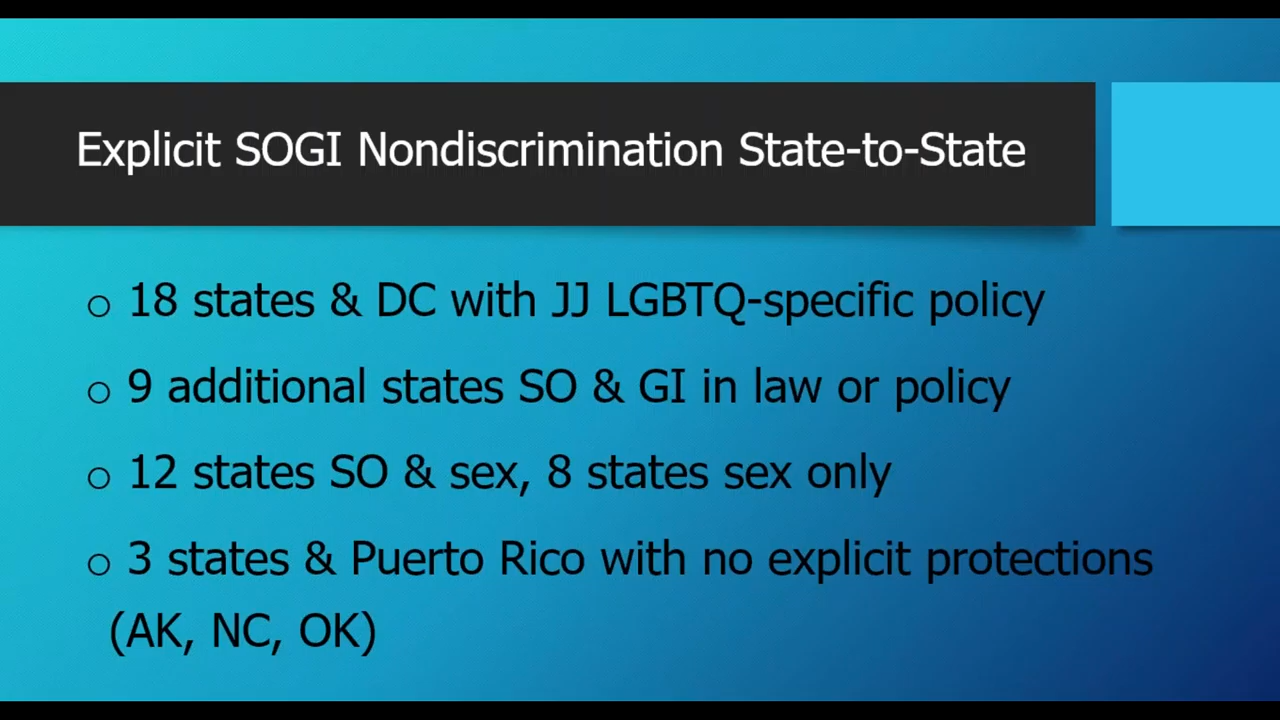 Explicit SOGI Nondiscrimination State-to-State
o 18 states & DC with JJ LGBTQ-specific policy
o 9 additional states SO & GI in law or policy
o 12 states SO & sex, 8 states sex only
o 3 states & Puerto Rico with no explicit protections
(AK, NC, OK)